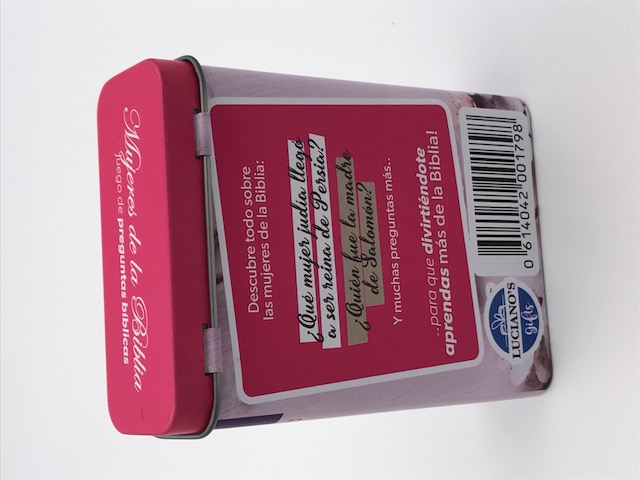 Mujeres de la Biblia
juego de preguntas bíblicas
Descubre todo sobre
las mujeres de la Biblia:
¿Qué mujer judía llegó
a ser reina de Persia?
¿Quién fue la madre
de Salomón?
Y muchas preguntas más...
...para que divirtiéndote
aprendas más de la Biblia!
0 614042 001798
LUCIANO'S
gifts